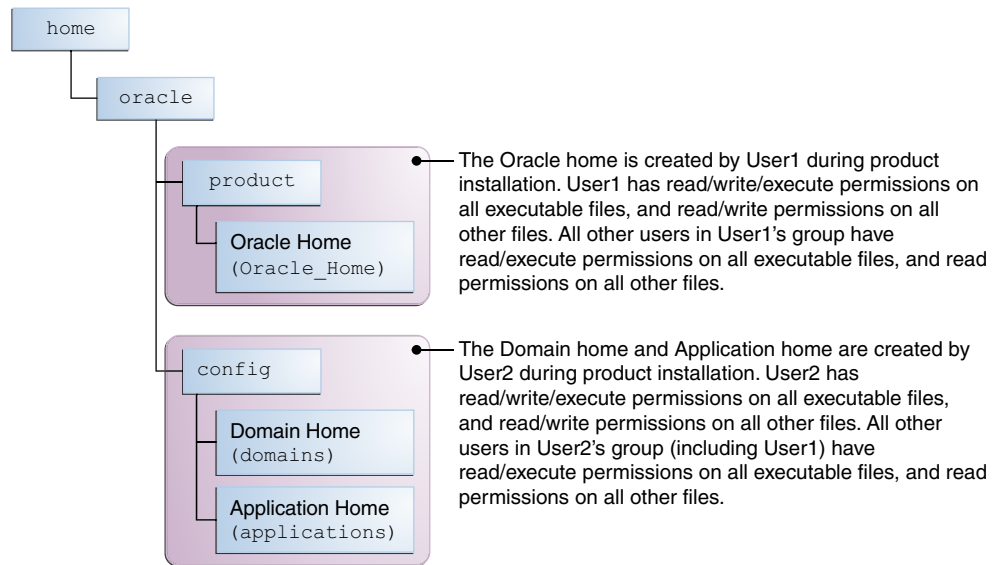 home
oracle
product
Oracle Home
(Oracle_Home)
The Oracle home is created by User1 during product
installation. User1 has read/write/execute permissions on
all executable files, and read/write permissions on all
other files. All other users in User1's group have
read/execute permissions on all executable files, and read
permissions on all other files.
config
Domain Home
(domains)
Application Home
(applications)
The Domain home and Application home are created by
User2 during product installation. User2 has
read/write/execute permissions on all executable files,
and read/write permissions on all other files. All other
users in User2's group (including User1) have
read/execute permissions on all executable files, and read
permissions on all other files.